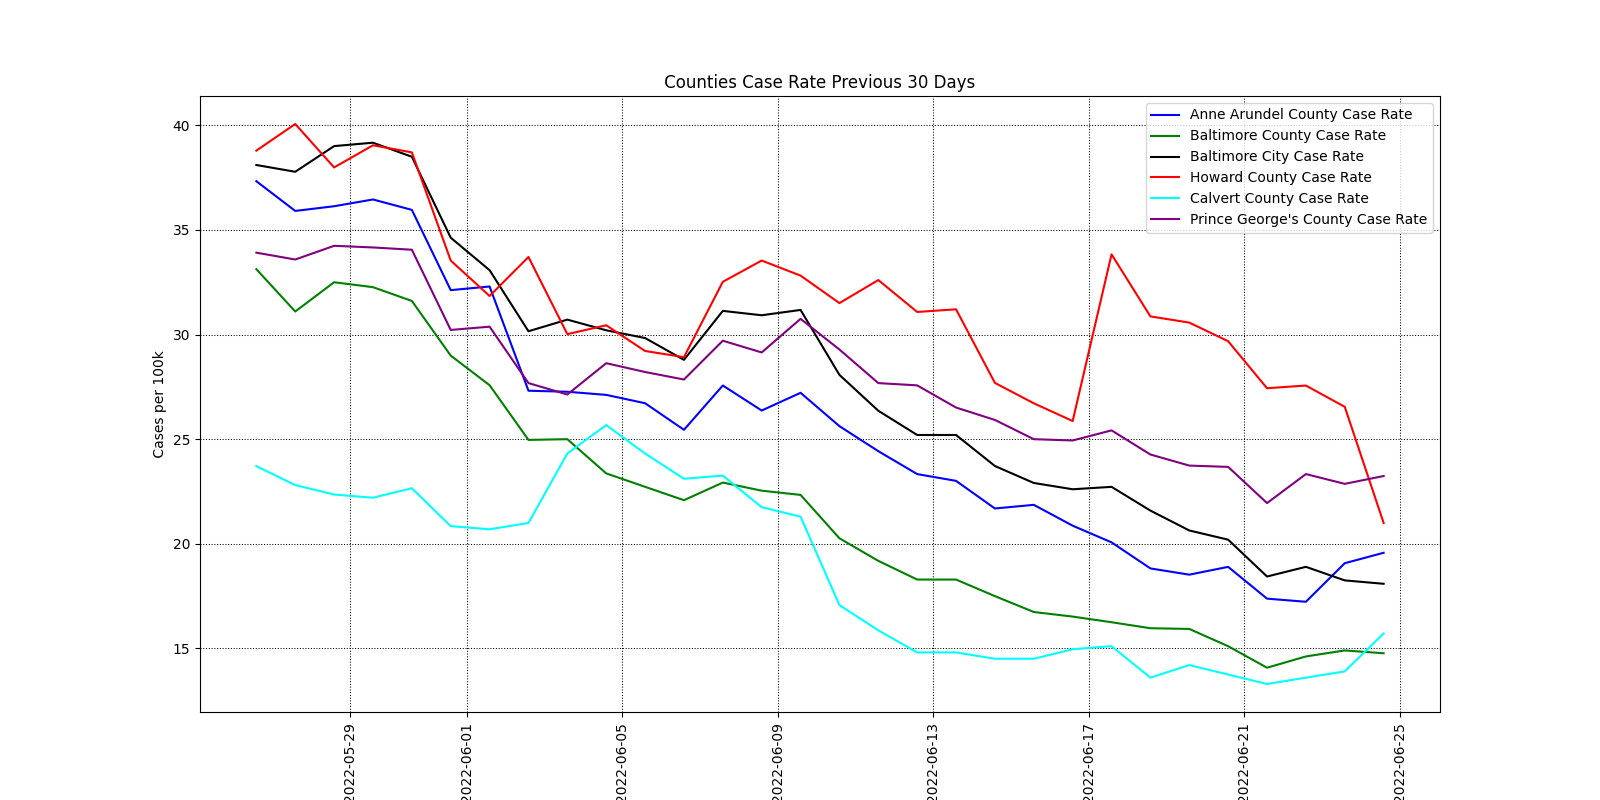 Counties Case Rate Previous 30 Days
Anne Arundel County Case Rate
Baltimore County Case Rate
Baltimore City Case Rate
Howard County Case Rate
Calvert County Case Rate
Prince George's County Case Rate
Cases per 100k
40
35
30
25
20
15
2022-05-29
2022-06-01
2022-06-05
2022-06-09
2022-06-13
2022-06-17
2022-06-21
2022-06-25